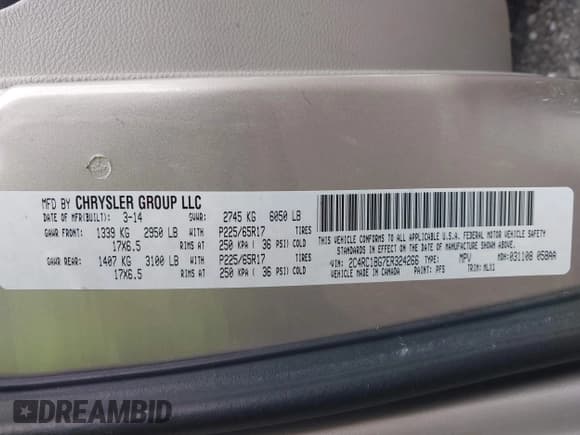 MFD BY CHRYSLER GROUP LLC
DATE OF MFR(BUILT): 3-14 GVWR: 2745 KG 6050 LB
GAWR FRONT: 1339 KG 2950 LB WITH P225/65R17 TIRES
17X6.5 RIMS AT 250 KPA ( 36 PSI) COLD
GAWR REAR: 1407 KG 3100 LB WITH P225/65R17 TIRES
17X6.5 RIMS AT 250 KPA ( 36 PSI) COLD
THIS VEHICLE CONFORMS TO ALL APPLICABLE U.S.A. FEDERAL MOTOR VEHICLE SAFETY
STANDARDS IN EFFECT ON THE DATE OF MANUFACTURE SHOWN ABOVE.
VIN: 2C4RC1BG7ER324266 TYPE: MPV MDH:031108 058AA
VEHICLE MADE IN CANADA PAINT: PFS TRIM: MLX1
DREAMBID